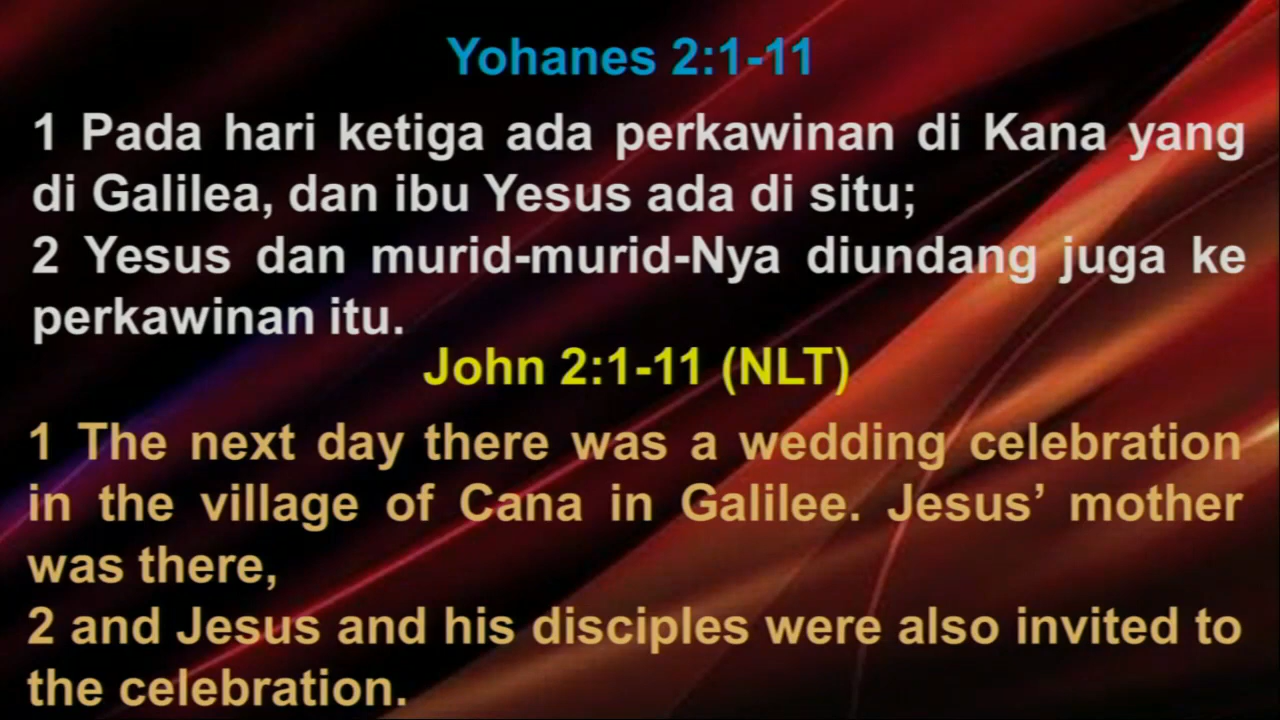 Yohanes 2:1-11
1 Pada hari ketiga ada perkawinan di Kana yang
di Galilea, dan ibu Yesus ada di situ;
2 Yesus dan murid-murid-Nya diundang juga ke
perkawinan itu.
John 2:1-11 (NLT)
1 The next day there was a wedding celebration
in the village of Cana in Galilee. Jesus’ mother
was there,
2 and Jesus and his disciples were also invited to
the celebration.